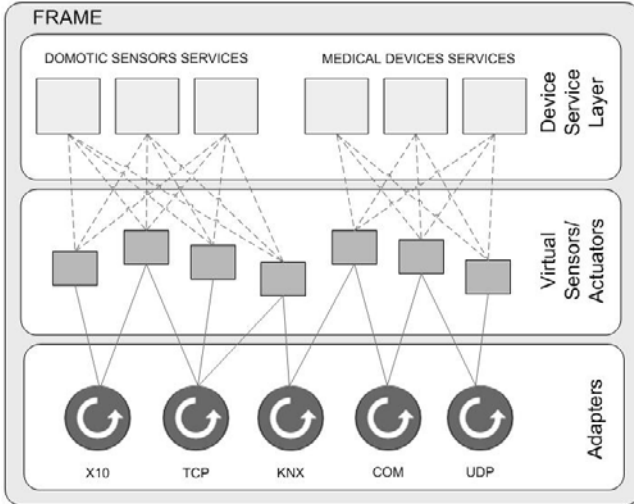 FRAME
DOMOTIC SENSORS SERVICES
MEDICAL DEVICES SERVICES
Device
Service
Layer
Virtual
Sensors/
Actuators
Adapters
X10
TCP
KNX
COM
UDP